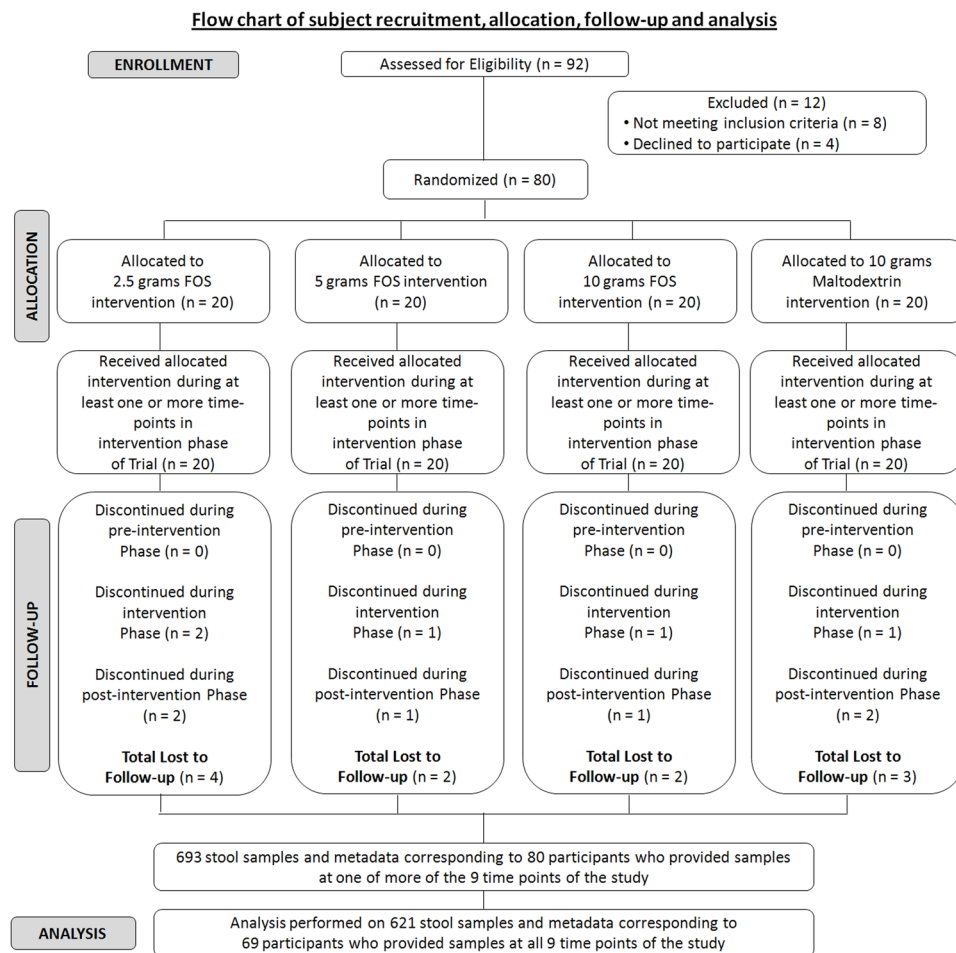 Flow chart of subject recruitment, allocation, follow-up and analysis
ENROLLMENT
Assessed for Eligibility (n = 92)
Excluded (n = 12)
• Not meeting inclusion criteria (n = 8)
• Declined to participate (n = 4)
Randomized (n = 80)
ALLOCATION
Allocated to
2.5 grams FOS
intervention (n = 20)
Allocated to
5 grams FOS intervention
(n = 20)
Allocated to
10 grams FOS
intervention (n = 20)
Allocated to 10 grams
Maltodextrin
intervention (n = 20)
Received allocated
intervention during at
least one or more time-
points in
intervention phase
of Trial (n = 20)
Received allocated
intervention during at
least one or more time-
points in
intervention phase
of Trial (n = 20)
Received allocated
intervention during at
least one or more time-
points in
intervention phase
of Trial (n = 20)
Received allocated
intervention during at
least one or more time-
points in
intervention phase
of Trial (n = 20)
FOLLOW-UP
Discontinued during
pre-intervention
Phase (n = 0)
Discontinued during
intervention
Phase (n = 2)
Discontinued during
post-intervention Phase
(n = 2)
Total Lost to
Follow-up (n = 4)
Discontinued during
pre-intervention
Phase (n = 0)
Discontinued during
intervention
Phase (n = 1)
Discontinued during
post-intervention Phase
(n = 1)
Total Lost to
Follow-up (n = 2)
Discontinued during
pre-intervention
Phase (n = 0)
Discontinued during
intervention
Phase (n = 1)
Discontinued during
post-intervention Phase
(n = 1)
Total Lost to
Follow-up (n = 2)
Discontinued during
pre-intervention
Phase (n = 0)
Discontinued during
intervention
Phase (n = 1)
Discontinued during
post-intervention Phase
(n = 2)
Total Lost to
Follow-up (n = 3)
693 stool samples and metadata corresponding to 80 participants who provided samples
at one of more of the 9 time points of the study
ANALYSIS
Analysis performed on 621 stool samples and metadata corresponding to
69 participants who provided samples at all 9 time points of the study